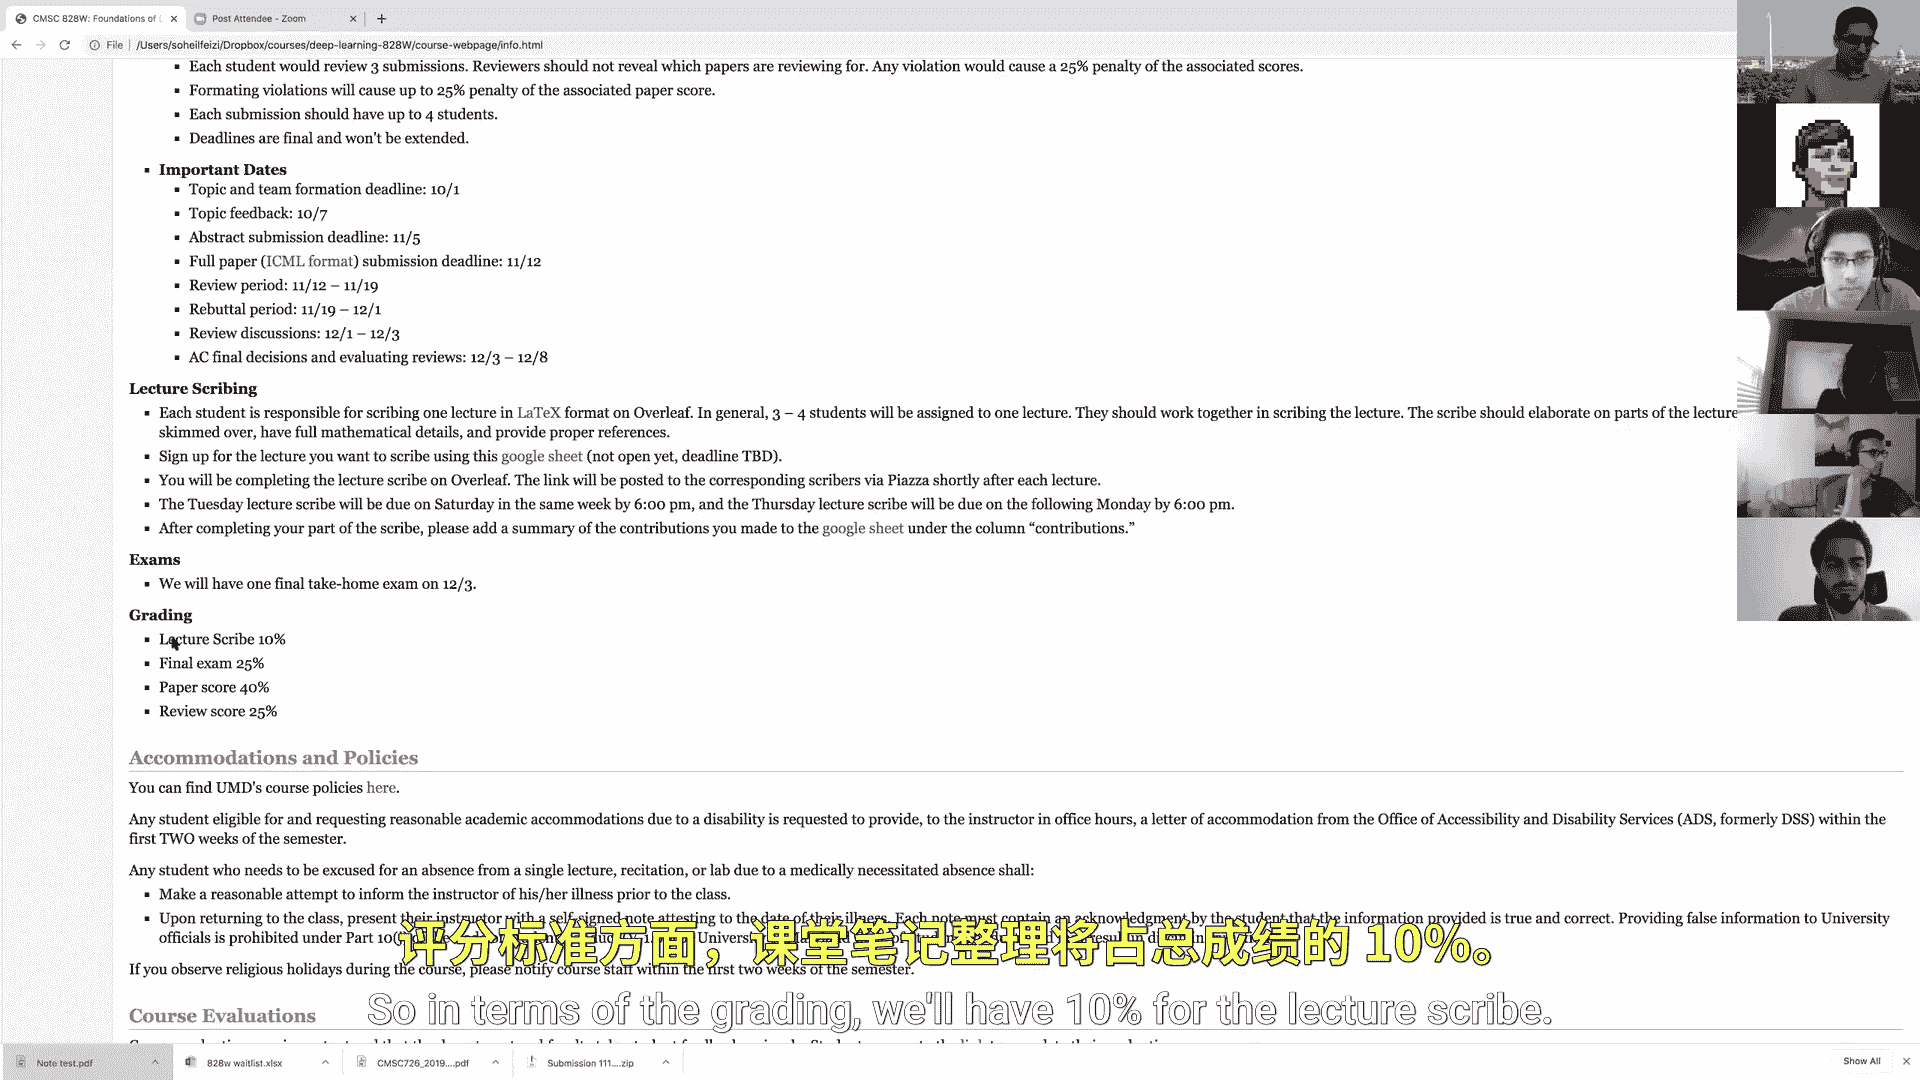 CMSC 828W: Foundations of
Post Attendee - Zoom
File
/Users/soheilfeizi/Dropbox/courses/deep-learning-828W/course-webpage/info.html
Each student would review 3 submissions. Reviewers should not reveal which papers are reviewing for. Any violation would cause a 25% penalty of the associated scores.
Formating violations will cause up to 25% penalty of the associated paper score.
Each submission should have up to 4 students.
Deadlines are final and won't be extended.
Important Dates
Topic and team formation deadline: 10/1
Topic feedback: 10/7
Abstract submission deadline: 11/5
Full paper (ICML format) submission deadline: 11/12
Review period: 11/12 – 11/19
Rebuttal period: 11/19 – 12/1
Review discussions: 12/1 – 12/3
AC final decisions and evaluating reviews: 12/3 – 12/8
Lecture Scribing
Each student is responsible for scribing one lecture in LaTeX format on Overleaf. In general, 3 – 4 students will be assigned to one lecture. They should work together in scribing the lecture. The scribe should elaborate on parts of the lecture
skimmed over, have full mathematical details, and provide proper references.
Sign up for the lecture you want to scribe using this google sheet (not open yet, deadline TBD).
You will be completing the lecture scribe on Overleaf. The link will be posted to the corresponding scribers via Piazza shortly after each lecture.
The Tuesday lecture scribe will be due on Saturday in the same week by 6:00 pm, and the Thursday lecture scribe will be due on the following Monday by 6:00 pm.
After completing your part of the scribe, please add a summary of the contributions you made to the google sheet under the column “contributions.”
Exams
We will have one final take-home exam on 12/3.
Grading
Lecture Scribe 10%
Final exam 25%
Paper score 40%
Review score 25%
Accommodations and Policies
You can find UMD's course policies here.
Any student eligible for and requesting reasonable academic accommodations due to a disability is requested to provide, to the instructor in office hours, a letter of accommodation from the Office of Accessibility and Disability Services (ADS, formerly DSS) within the
first TWO weeks of the semester.
Any student who needs to be excused for an absence from a single lecture, recitation, or lab due to a medically necessitated absence shall:
Make a reasonable attempt to inform the instructor of his/her illness prior to the class.
Upon returning to the class, present their instructor with a self-signed note attesting to the date of their illness. Each note must contain an acknowledgment by the student that the information provided is true and correct. Providing false information to University
officials is prohibited under Part 10(
评分标准方面，课堂笔记整理将占总成绩的 10%。
If you observe religious holidays during the course, please notify course staff within the first two weeks of the semester.
So in terms of the grading, we'll have 10% for the lecture scribe.
Course Evaluations
Note test.pdf
828w waitlist.xlsx
CMSC726_2019....pdf
Submission 111....zip
Show All